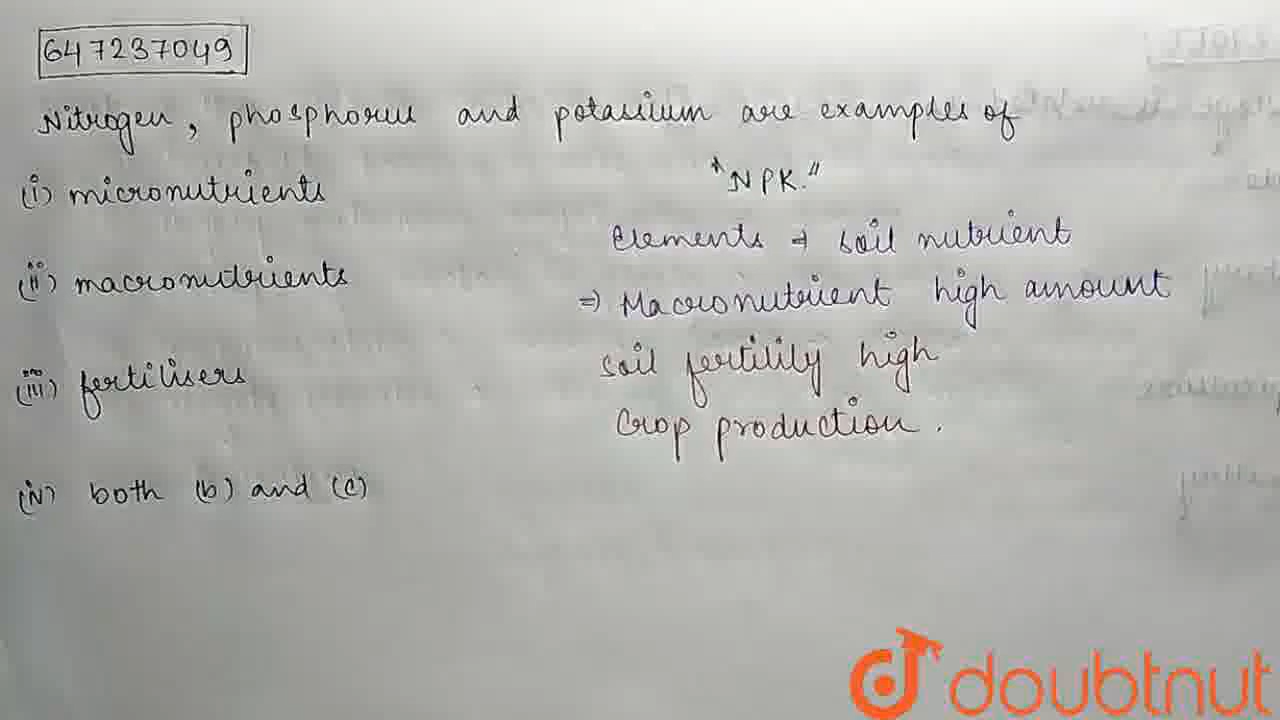 647237049
Nitrogen, phosphorus and potassium are examples of
(i) micronutrients
(ii) macronutrients
(iii) fertilisers
(iv) both (b) and (c)
"NPK."
Elements ⇒ soil nutrient
⇒ Macronutrient high amount
soil fertility high
Crop production.
doubtnut